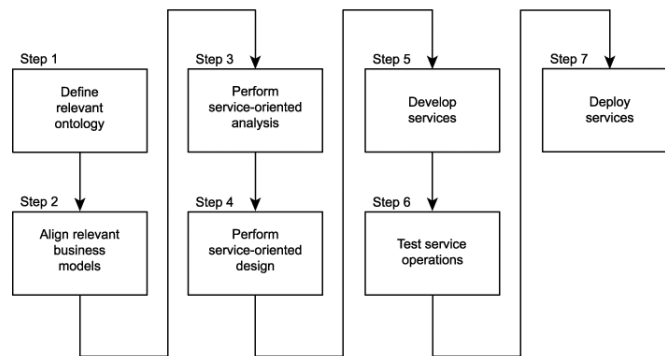 Step 1
Define
relevant
ontology
Step 2
Align relevant
business
models
Step 3
Perform
service-oriented
analysis
Step 4
Perform
service-oriented
design
Step 5
Develop
services
Step 6
Test service
operations
Step 7
Deploy
services